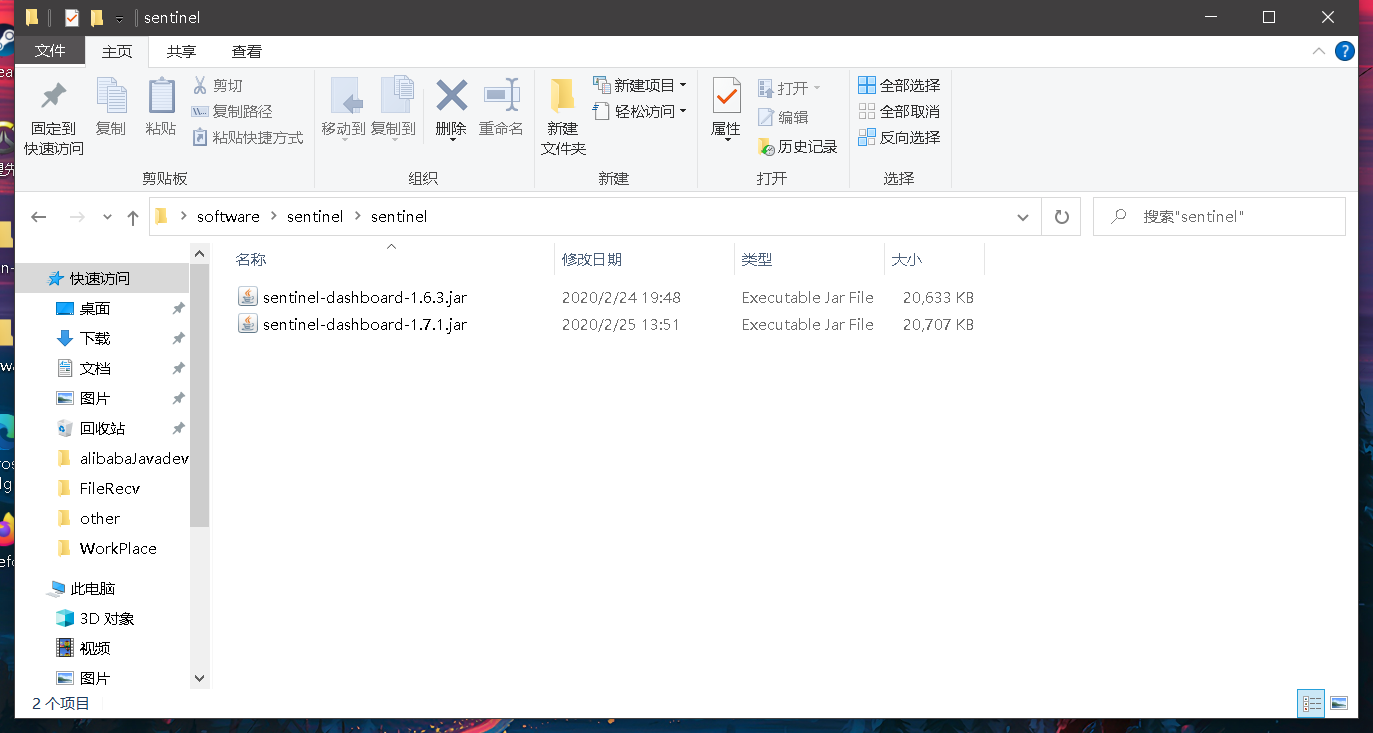 sentinel
文件 主页 共享 查看
固定到
快速访问
复制
粘贴
剪切
复制路径
粘贴快捷方式
剪贴板
移动到 复制到 删除 重命名
组织
新建
文件夹
新建项目
轻松访问
新建
属性
打开
编辑
历史记录
打开
全部选择
全部取消
反向选择
选择
software sentinel sentinel
搜索"sentinel"
名称 修改日期 类型 大小
sentinel-dashboard-1.6.3.jar 2020/2/24 19:48 Executable Jar File 20,633 KB
sentinel-dashboard-1.7.1.jar 2020/2/25 13:51 Executable Jar File 20,707 KB
快速访问
桌面
下载
文档
图片
回收站
alibabaJavadev
FileRecv
other
WorkPlace
此电脑
3D 对象
视频
图片
2 个项目